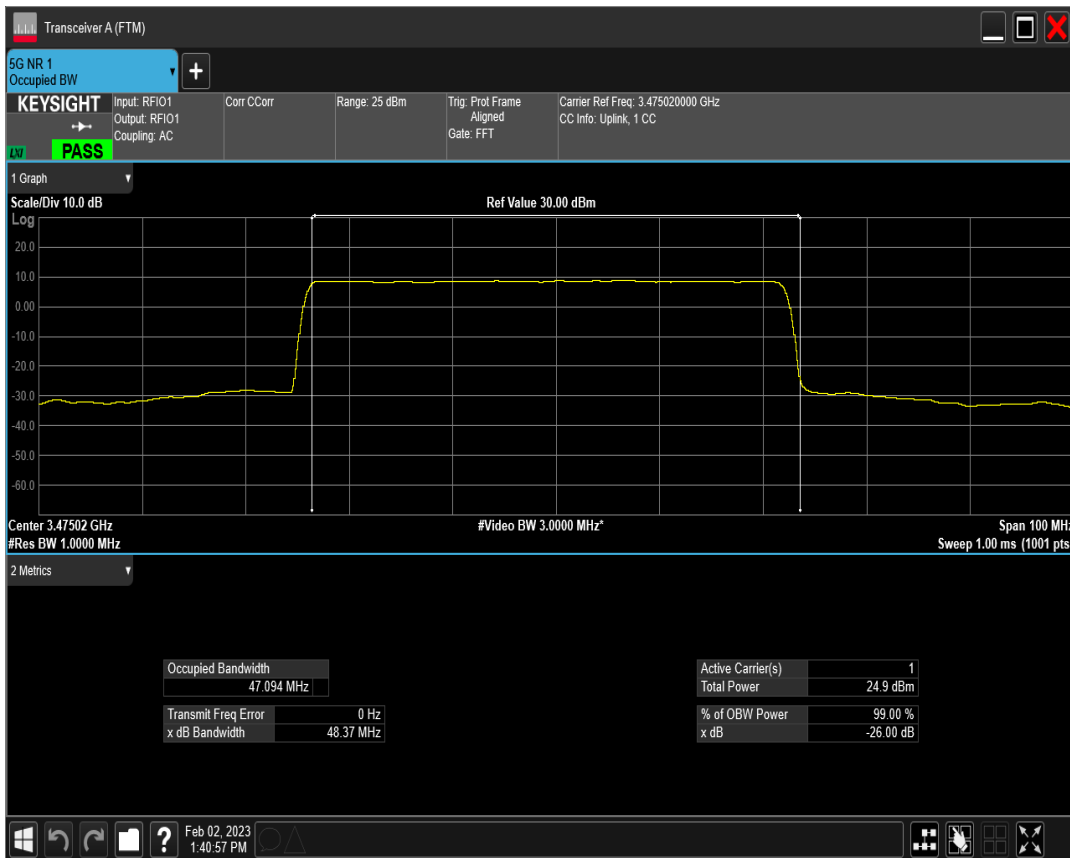 Transceiver A (FTM)
5G NR 1
Occupied BW
+
KEYSIGHT
LXI
PASS
Input: RFIO1
Output: RFIO1
Coupling: AC
Corr CCorr
Range: 25 dBm
Trig: Prot Frame
Aligned
Gate: FFT
Carrier Ref Freq: 3.475020000 GHz
CC Info: Uplink, 1 CC
1 Graph
Scale/Div 10.0 dB
Ref Value 30.00 dBm
Log
20.0
10.0
0.00
-10.0
-20.0
-30.0
-40.0
-50.0
-60.0
Center 3.47502 GHz
#Video BW 3.0000 MHz*
Span 100 MHz
#Res BW 1.0000 MHz
Sweep 1.00 ms (1001 pts
2 Metrics
Occupied Bandwidth
47.094 MHz
Transmit Freq Error 0 Hz
x dB Bandwidth 48.37 MHz
Active Carrier(s) 1
Total Power 24.9 dBm
% of OBW Power 99.00 %
x dB -26.00 dB
?
Feb 02, 2023
1:40:57 PM